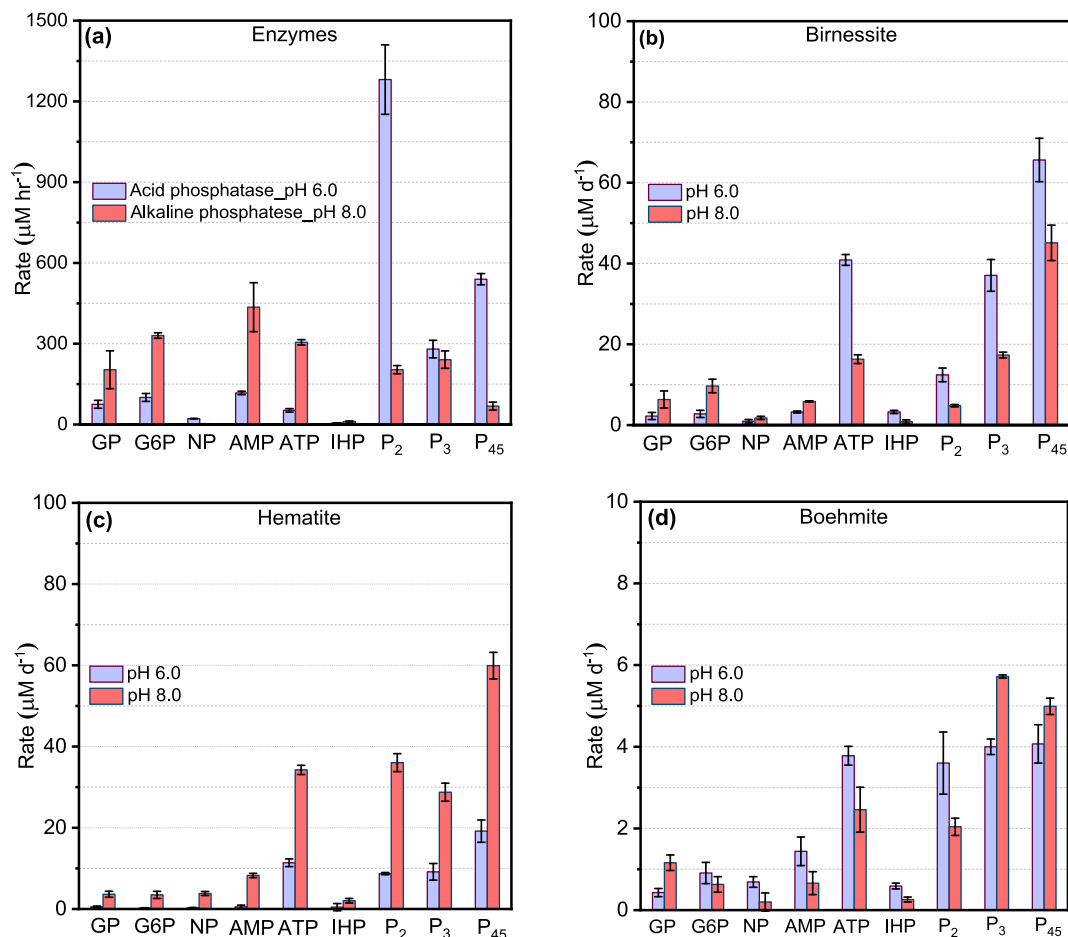 (a) Enzymes
Rate (μM hr⁻¹)
1500
1200
900
600
300
0
Acid phosphatase_pH 6.0
Alkaline phosphatese_pH 8.0
GP G6P NP AMP ATP IHP P₂ P₃ P₄₅
(b) Birnessite
Rate (μM d⁻¹)
100
80
60
40
20
0
pH 6.0
pH 8.0
GP G6P NP AMP ATP IHP P₂ P₃ P₄₅
(c) Hematite
Rate (μM d⁻¹)
100
80
60
40
20
0
pH 6.0
pH 8.0
GP G6P NP AMP ATP IHP P₂ P₃ P₄₅
(d) Boehmite
Rate (μM d⁻¹)
10
8
6
4
2
0
pH 6.0
pH 8.0
GP G6P NP AMP ATP IHP P₂ P₃ P₄₅